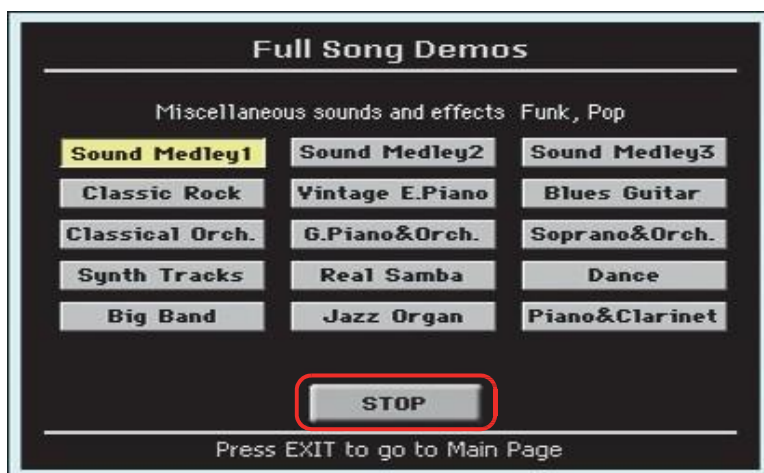 Full Song Demos
Miscellaneous sounds and effects Funk, Pop
Sound Medley1 Sound Medley2 Sound Medley3
Classic Rock Vintage E.Piano Blues Guitar
Classical Orch. G.Piano&Orch. Soprano&Orch.
Synth Tracks Real Samba Dance
Big Band Jazz Organ Piano&Clarinet
STOP
Press EXIT to go to Main Page